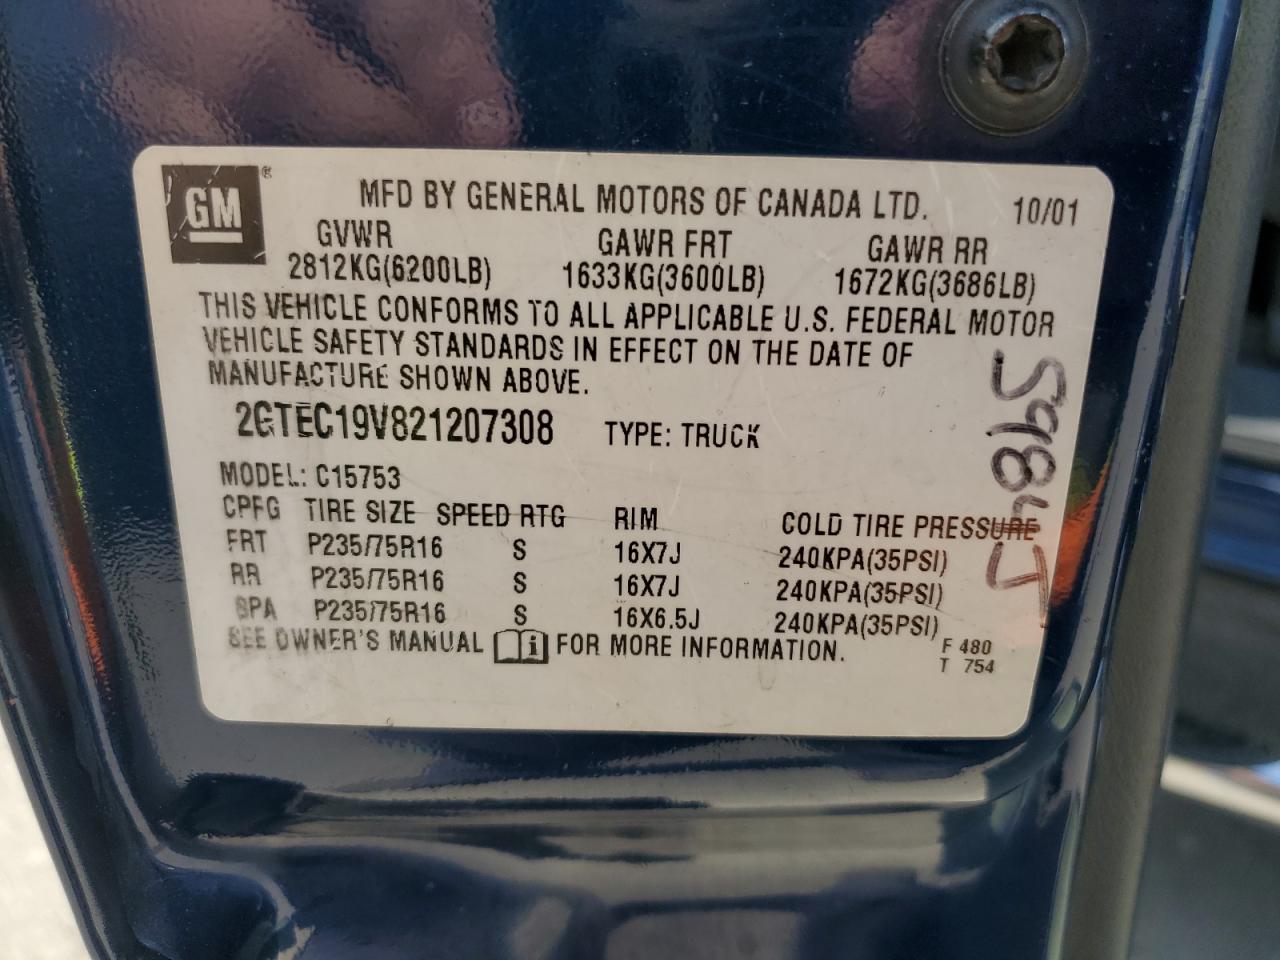 GM®
MFD BY GENERAL MOTORS OF CANADA LTD. 10/01
GVWR GAWR FRT GAWR RR
2812KG(6200LB) 1633KG(3600LB) 1672KG(3686LB)
THIS VEHICLE CONFORMS TO ALL APPLICABLE U.S. FEDERAL MOTOR
VEHICLE SAFETY STANDARDS IN EFFECT ON THE DATE OF
MANUFACTURE SHOWN ABOVE.
2GTEC19V821207308 TYPE: TRUCK
MODEL: C15753
CPFG TIRE SIZE SPEED RTG RIM COLD TIRE PRESSURE
FRT P235/75R16 S 16X7J 240KPA(35PSI)
RR P235/75R16 S 16X7J 240KPA(35PSI)
SPA P235/75R16 S 16X6.5J 240KPA(35PSI)
SEE OWNER'S MANUAL FOR MORE INFORMATION.
F 480
T 754